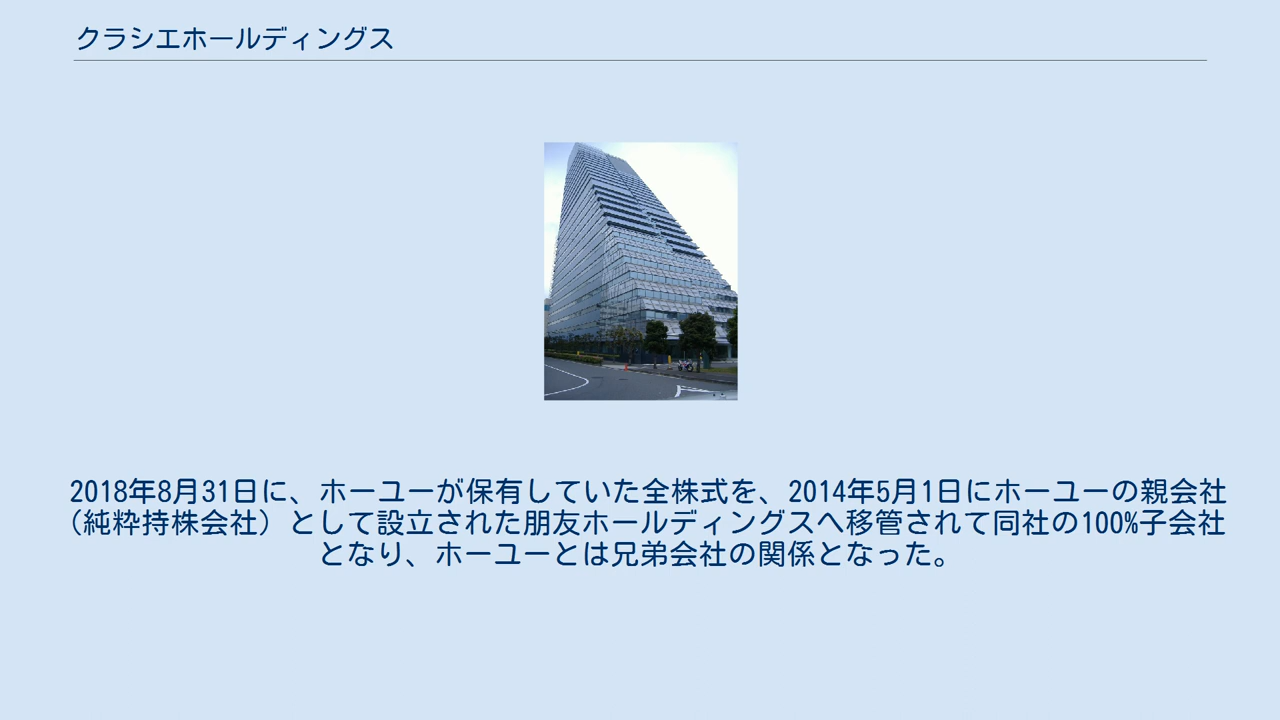 クラシエホールディングス
2018年8月31日に、ホーユーが保有していた全株式を、2014年5月1日にホーユーの親会社
（純粋持株会社）として設立された朋友ホールディングスへ移管されて同社の100%子会社
となり、ホーユーとは兄弟会社の関係となった。